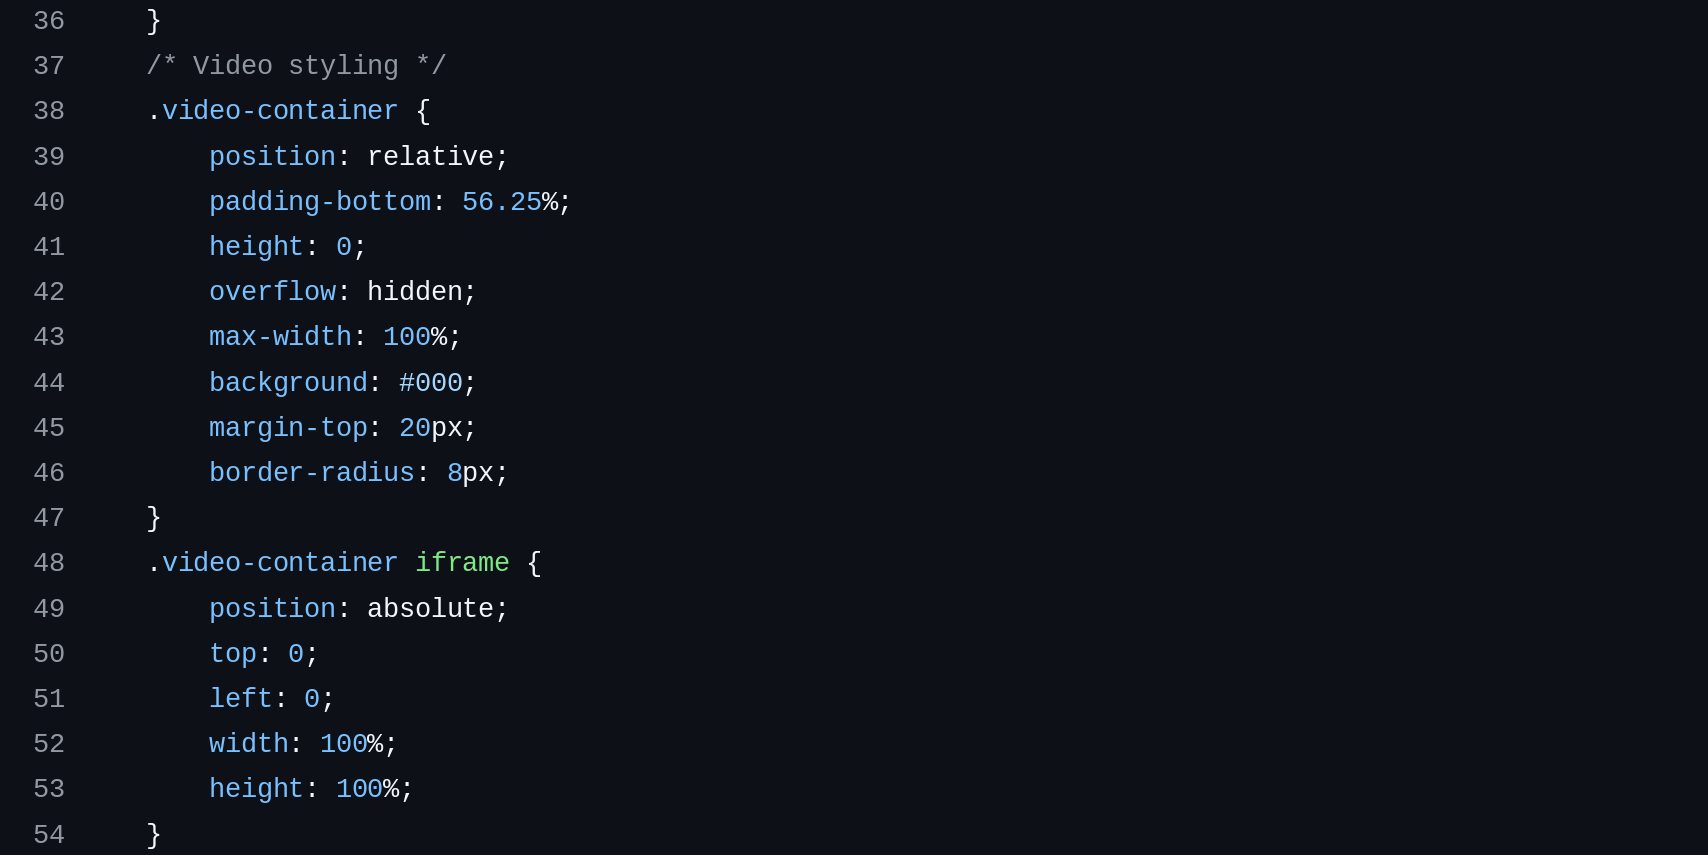 36 }
37 /* Video styling */
38 .video-container {
39 position: relative;
40 padding-bottom: 56.25%;
41 height: 0;
42 overflow: hidden;
43 max-width: 100%;
44 background: #000;
45 margin-top: 20px;
46 border-radius: 8px;
47 }
48 .video-container iframe {
49 position: absolute;
50 top: 0;
51 left: 0;
52 width: 100%;
53 height: 100%;
54 }